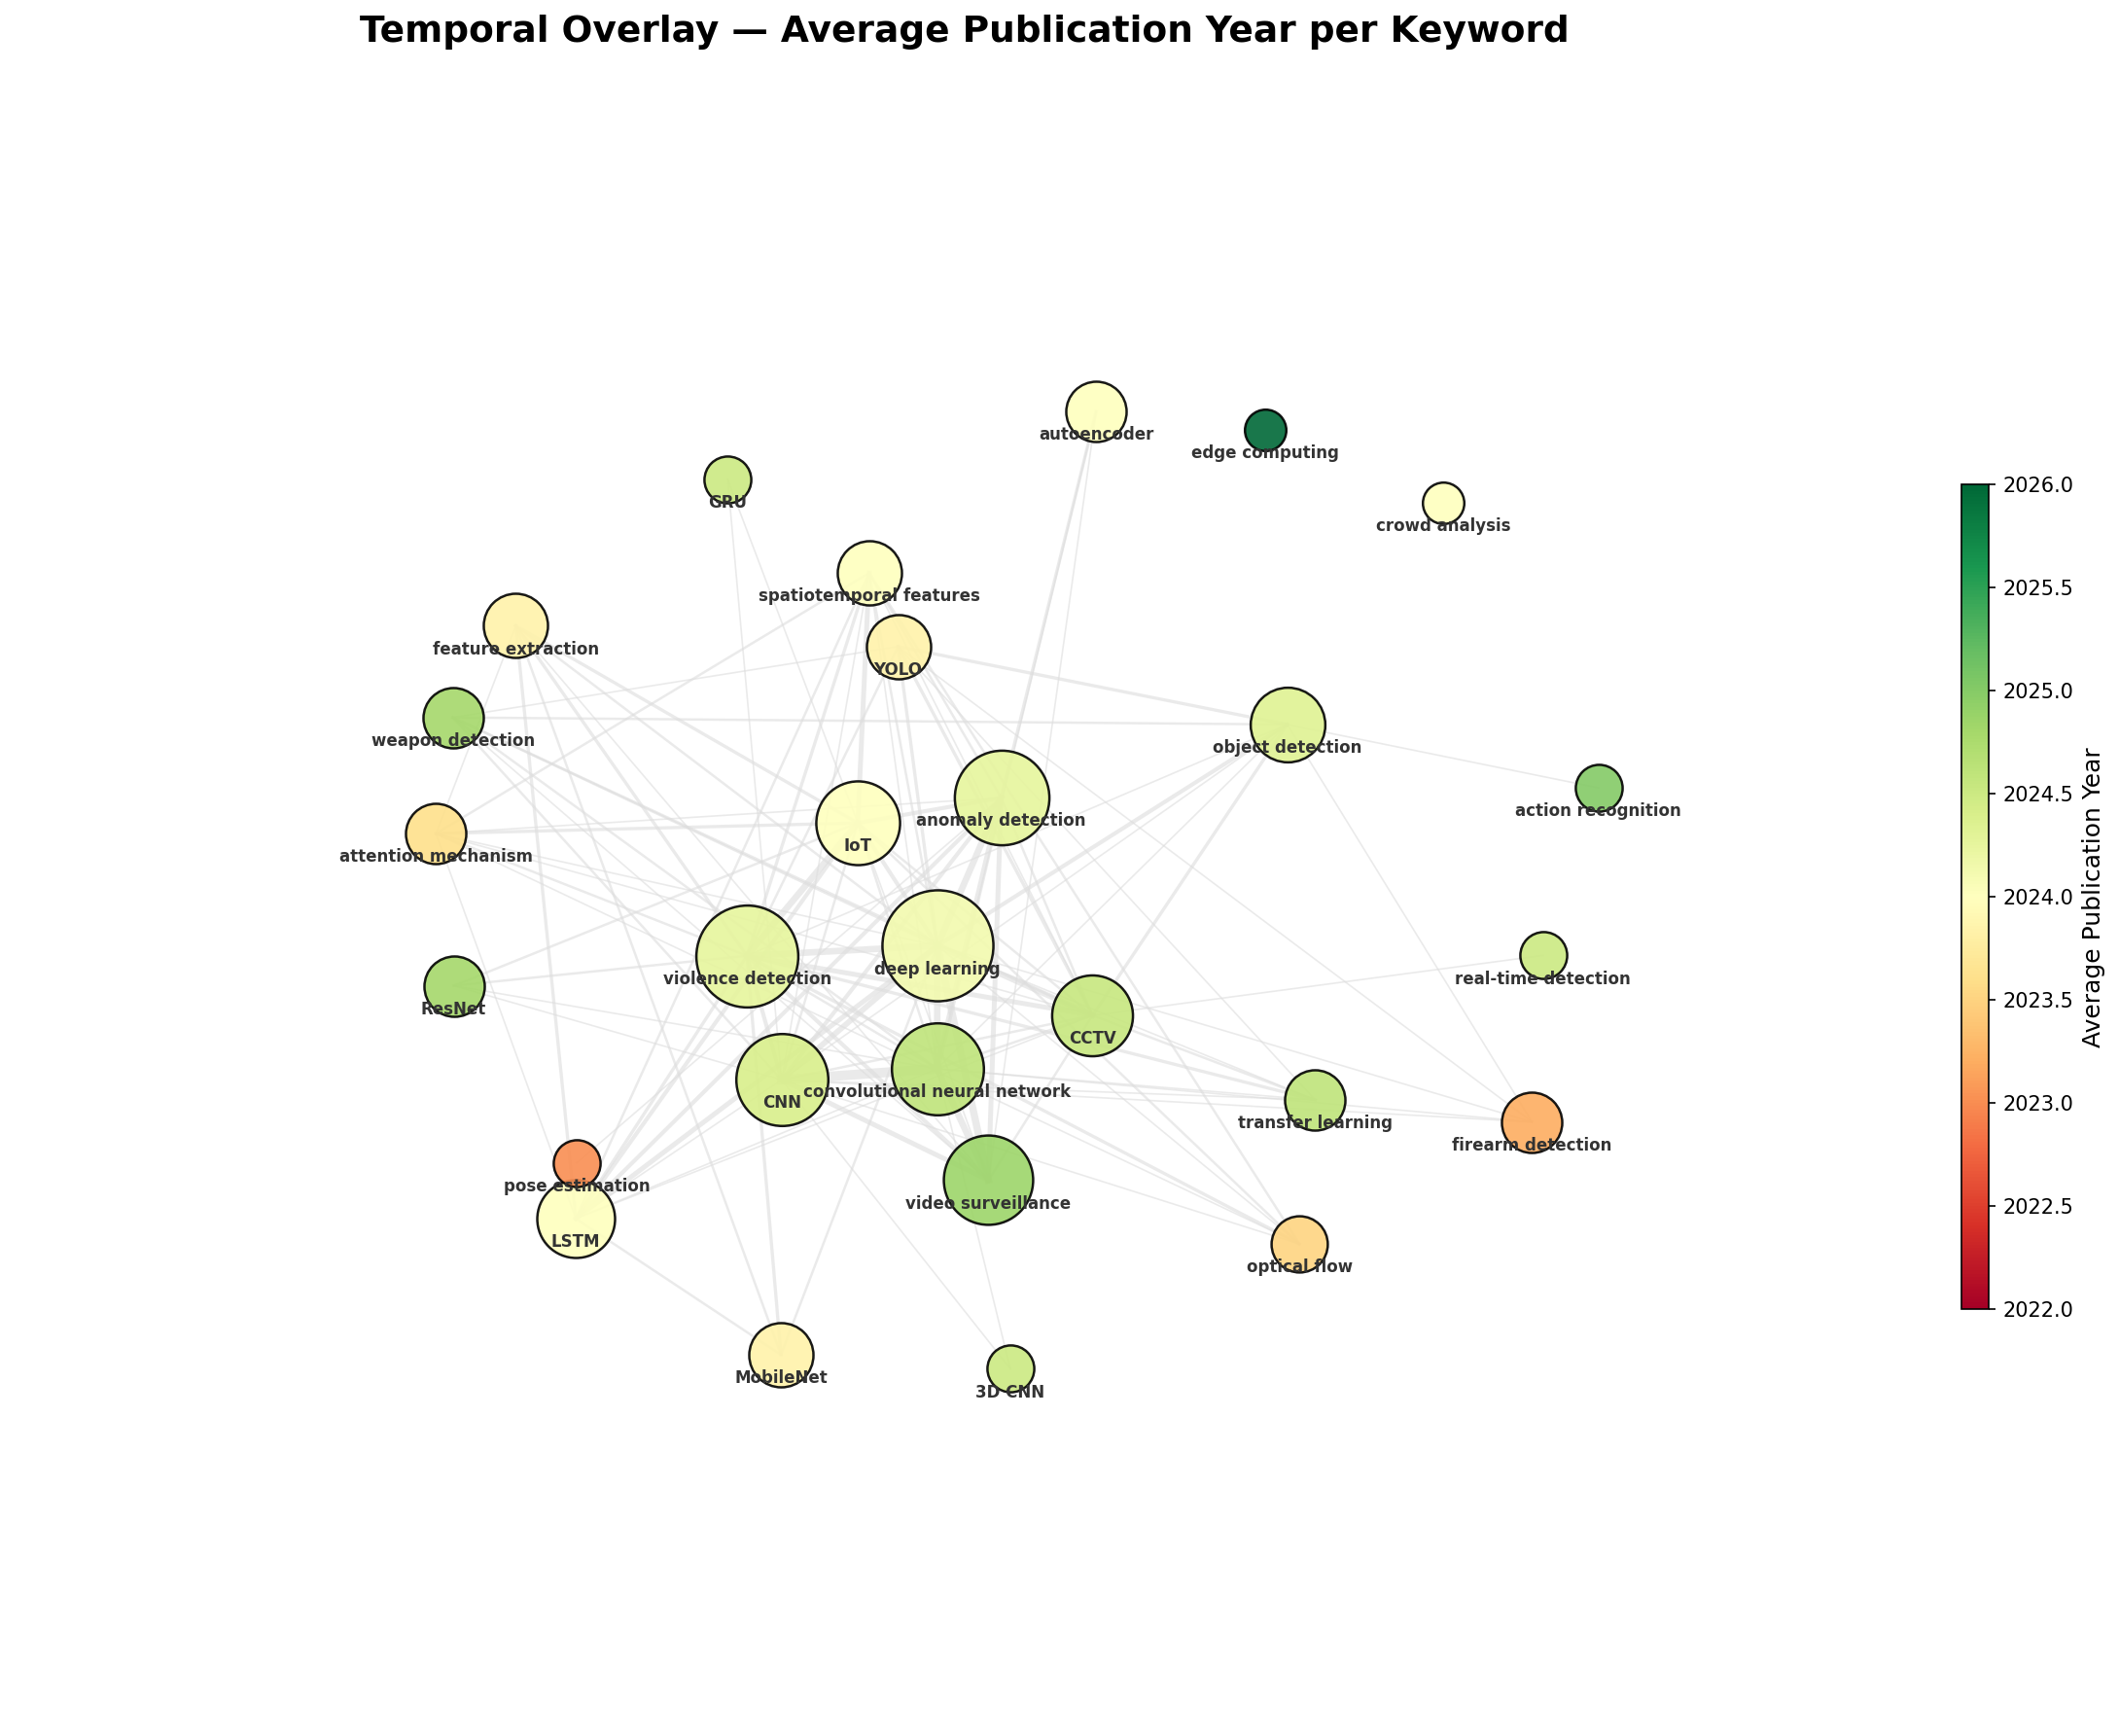 Temporal Overlay — Average Publication Year per Keyword
autoencoder
edge computing
GRU
crowd analysis
spatiotemporal features
feature extraction
YOLO
weapon detection
object detection
action recognition
anomaly detection
IoT
attention mechanism
deep learning
violence detection
real-time detection
ResNet
CCTV
convolutional neural network
CNN
transfer learning
firearm detection
pose estimation
video surveillance
LSTM
optical flow
MobileNet
3D CNN
2026.0
2025.5
2025.0
2024.5
2024.0
2023.5
2023.0
2022.5
2022.0
Average Publication Year